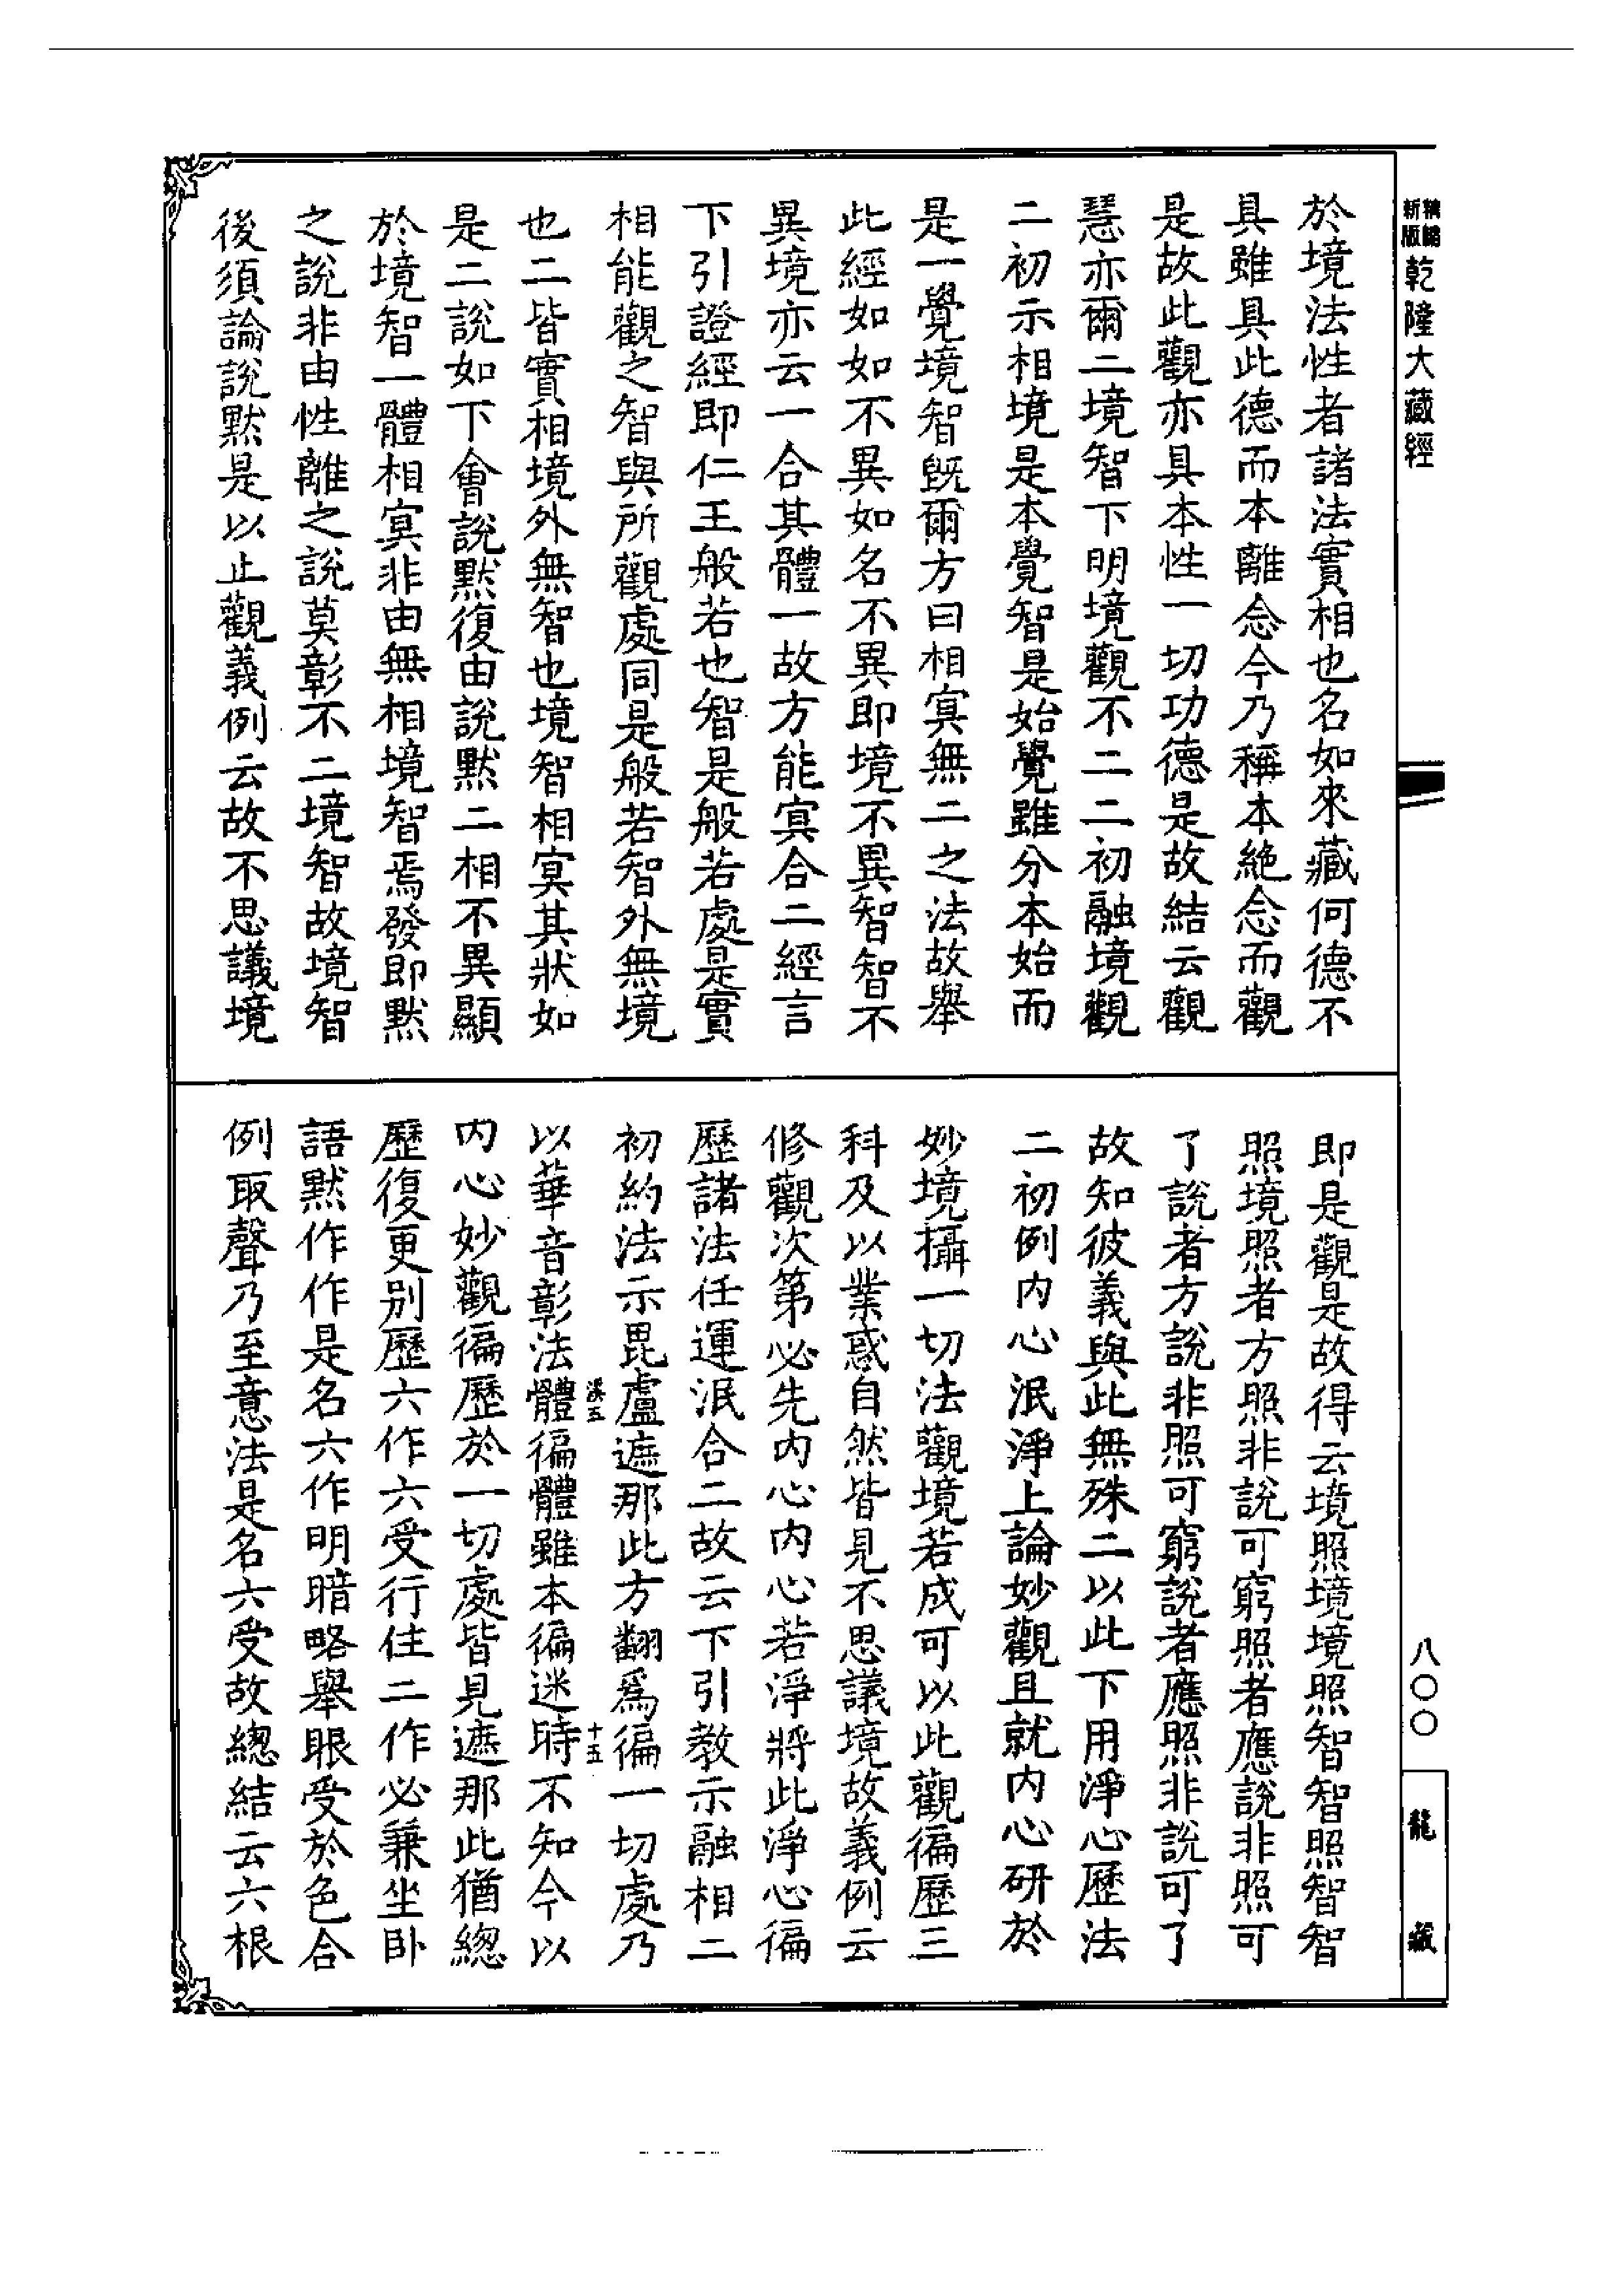 新版精縮乾隆大藏經
八〇〇
龍藏
於境法性者諸法實相也名如來藏何德不
具雖具此德而本離念今乃稱本絶念而觀
是故此觀亦具本性一切功德是故結云觀
慧亦爾二境智下明境觀不二二初融境觀
二初示相境是本覺智是始覺雖分本始而
是一覺境智旣爾方曰相寞無二之法故舉
此經如如不異如名不異即境不異智智不
異境亦云一合其體一故方能寞合二經言
下引證經即仁王般若也智是般若處是實
相能觀之智與所觀處同是般若智外無境
也二皆實相境外無智也境智相寞其狀如
是二說如下會說默復由說默二相不異顯
於境智一體相寞非由無相境智焉發即默
之說非由性離之說莫彰不二境智故境智
後須論說默是以止觀義例云故不思議境
即是觀是故得云境照境境照智智照智智
照境照者方照非說可窮照者應說非照可
了說者方說非照可窮說者應照非說可了
故知彼義與此無殊二以此下用淨心歷法
二初例內心泯淨上論妙觀且就內心研於
妙境攝一切法觀境若成可以此觀徧歷三
科及以業惑自然皆見不思議境故義例云
修觀次第必先內心內心若淨將此淨心徧
歷諸法任運泯合二故云下引教示融相二
初約法示毘盧遮那此方翻爲徧一切處乃
溪五
十五
以華音彰法體徧體雖本徧迷時不知今以
內心妙觀徧歷於一切處皆見遮那此猶總
歷復更別歷六作六受行住二作必兼坐臥
語默作作是名六作明暗略舉眼受於色合
例取聲乃至意法是名六受故總結云六根